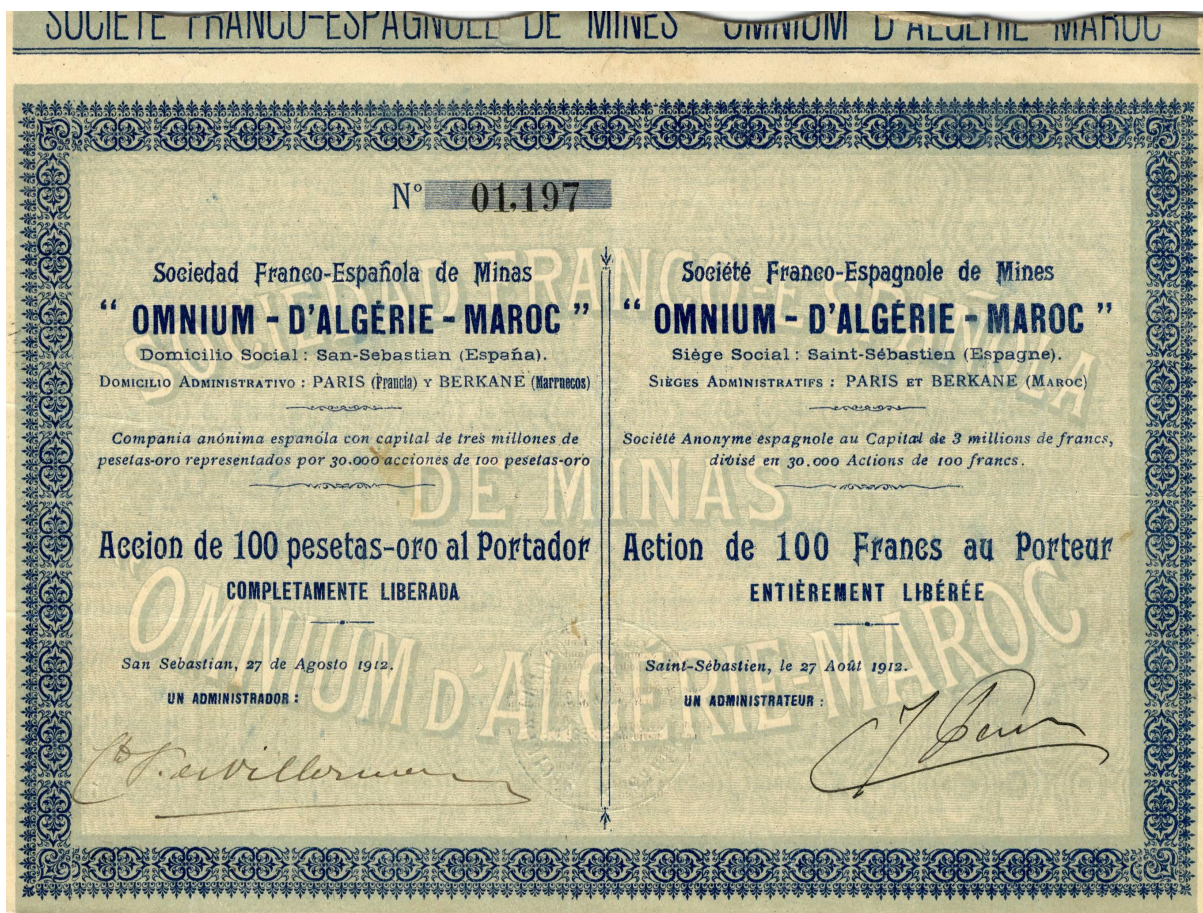 SOCIÉTÉ FRANCO-ESPAGNOLE DE MINES "OMNIUM D'ALGÉRIE-MAROC"
N° 01,197
Sociedad Franco-Española de Minas
" OMNIUM - D'ALGÉRIE - MAROC "
Domicilio Social : San-Sebastian (España).
DOMICILIO ADMINISTRATIVO : PARIS (Francia) Y BERKANE (Marruecos)
Compania anónima espanõla con capital de tres millones de
pesetas-oro representados por 30.000 acciones de 100 pesetas-oro
Accion de 100 pesetas-oro al Portador
COMPLETAMENTE LIBERADA
San Sebastian, 27 de Agosto 1912.
UN ADMINISTRADOR :
Société Franco-Espagnole de Mines
" OMNIUM - D'ALGÉRIE - MAROC "
Siège Social : Saint-Sébastien (Espagne).
SIÈGES ADMINISTRATIFS : PARIS ET BERKANE (MAROC)
Société Anonyme espagnole au Capital de 3 millions de francs,
divisé en 30.000 Actions de 100 francs.
Action de 100 Francs au Porteur
ENTIÈREMENT LIBÉRÉE
Saint-Sébastien, le 27 Août 1912.
UN ADMINISTRATEUR :
SOCIEDAD FRANCO-ESPAÑOLA
DE MINAS
"OMNIUM D'ALGÉRIE-MAROC